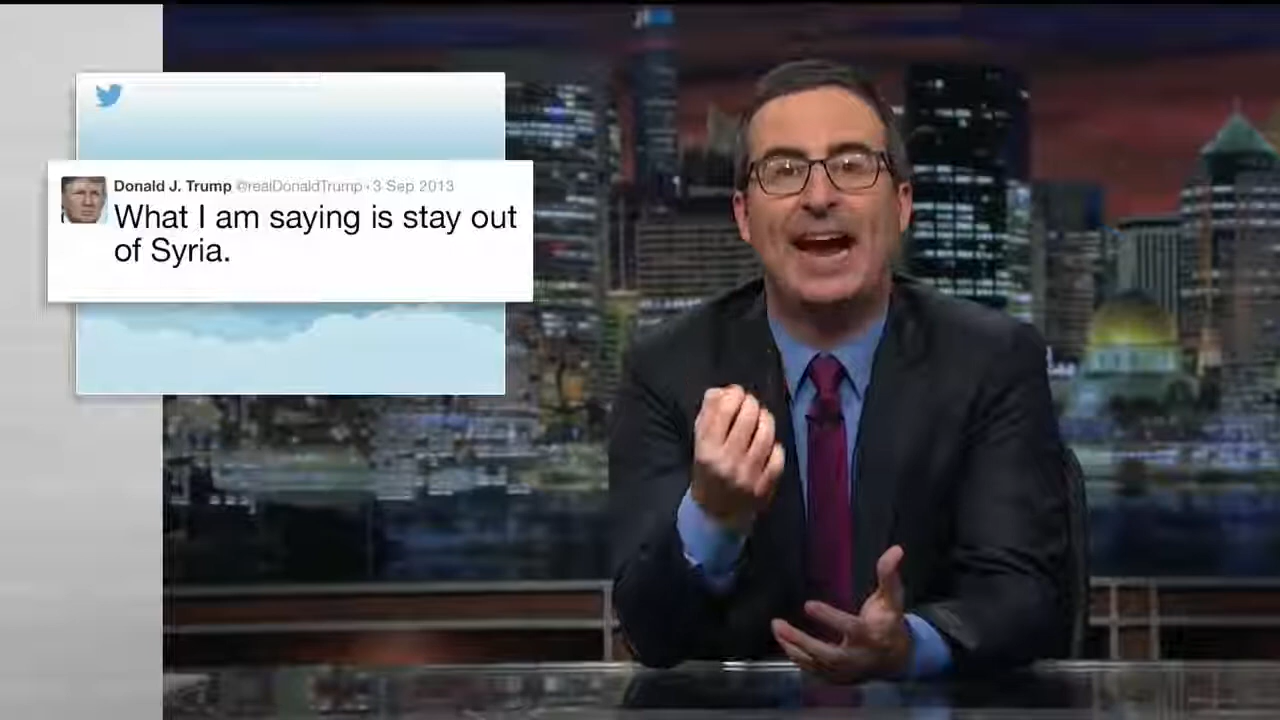 Donald J. Trump @realDonaldTrump · 3 Sep 2013
What I am saying is stay out
of Syria.